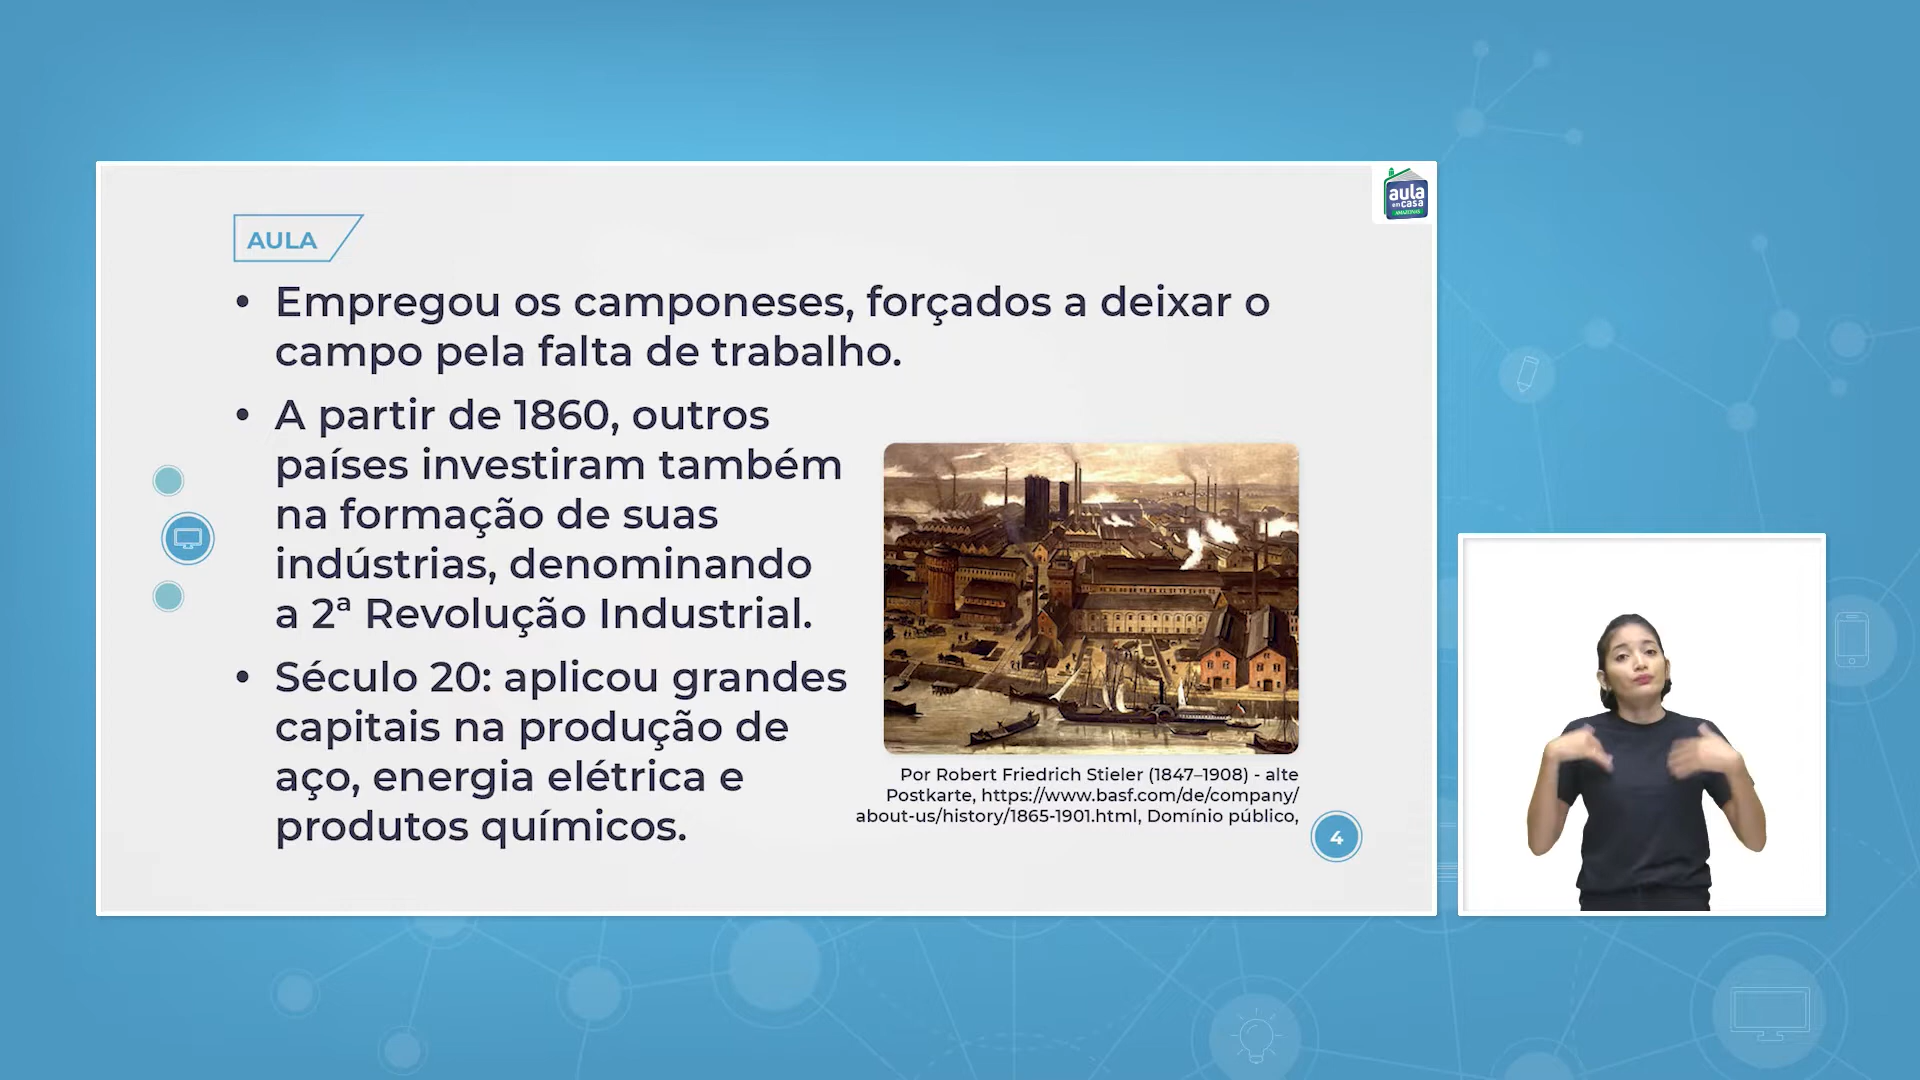 aula
em casa
AMAZONAS
AULA
• Empregou os camponeses, forçados a deixar o
campo pela falta de trabalho.
• A partir de 1860, outros
países investiram também
na formação de suas
indústrias, denominando
a 2ª Revolução Industrial.
• Século 20: aplicou grandes
capitais na produção de
aço, energia elétrica e
produtos químicos.
Por Robert Friedrich Stieler (1847–1908) - alte
Postkarte, https://www.basf.com/de/company/
about-us/history/1865-1901.html, Domínio público,
4